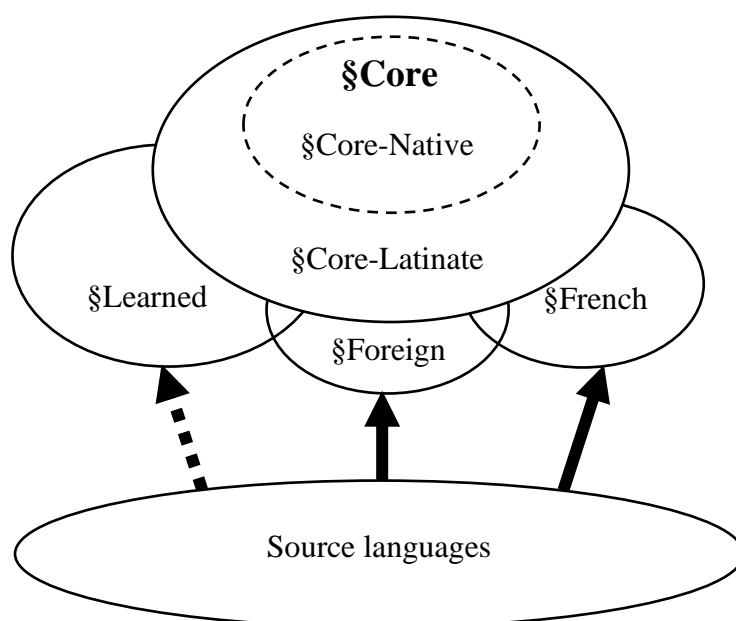 §Core
§Core-Native
§Core-Latinate
§Learned
§French
§Foreign
Source languages